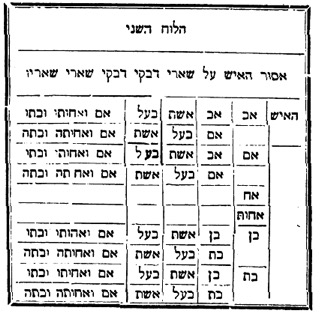 הלוח השני
אסור האיש על שארי דבקי דבקי שארי שאריו
האיש אב אב אשת בעל אם ואחותו ובתו
אם בעל אשת אם ואחותה ובתה
אם אב אשת בעל אם ואחותו ובתו
אם בעל אשת אם ואחתה ובתה
אח
אחות
בן בן אשת בעל אם ואחותו ובתו
בת בעל אשת אם ואחותה ובתה
בת בן אשת בעל אם ואחותו ובתו
בת בעל אשת אם ואחותה ובתה